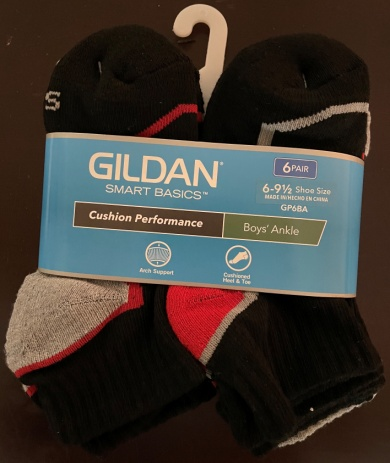 S
GILDAN®
SMART BASICS™
6 PAIR
6-9½ Shoe Size
MADE IN/HECHO EN CHINA
GP6BA
Cushion Performance
Boys' Ankle
Arch Support
Cushioned
Heel & Toe